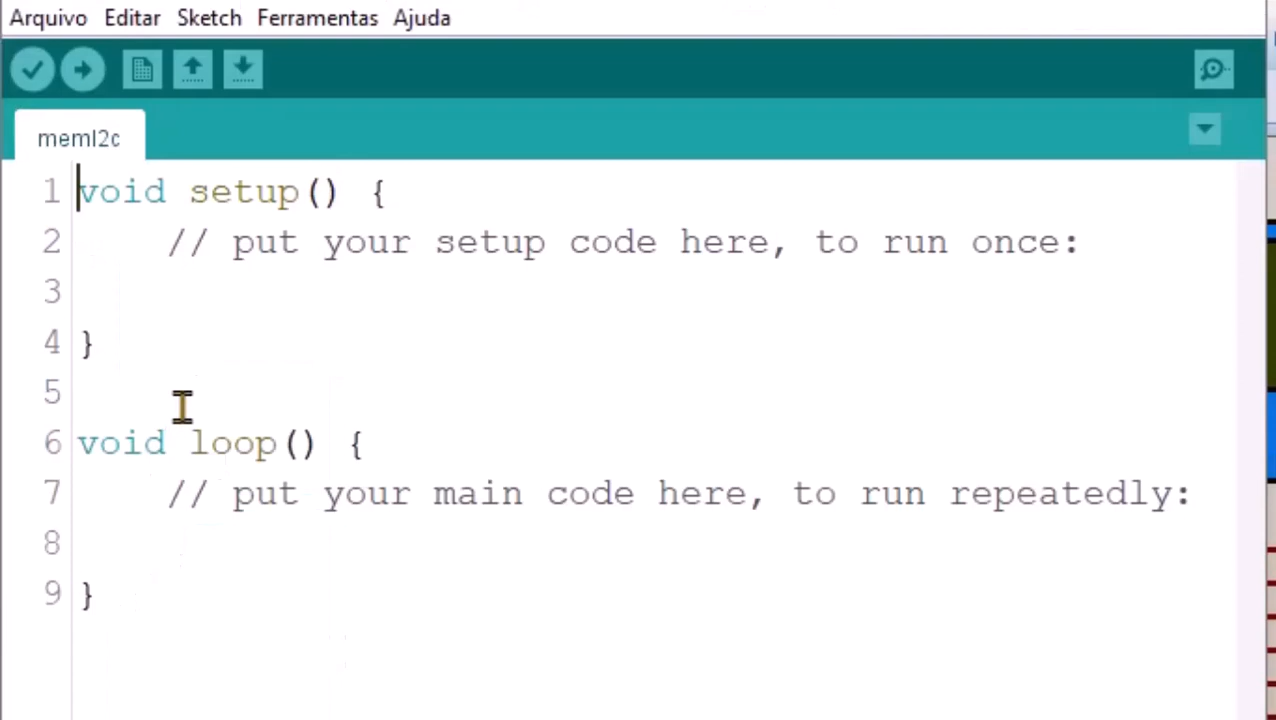 Arquivo Editar Sketch Ferramentas Ajuda
memI2c
1 void setup() {
2 // put your setup code here, to run once:
3
4 }
5
6 void loop() {
7 // put your main code here, to run repeatedly:
8
9 }